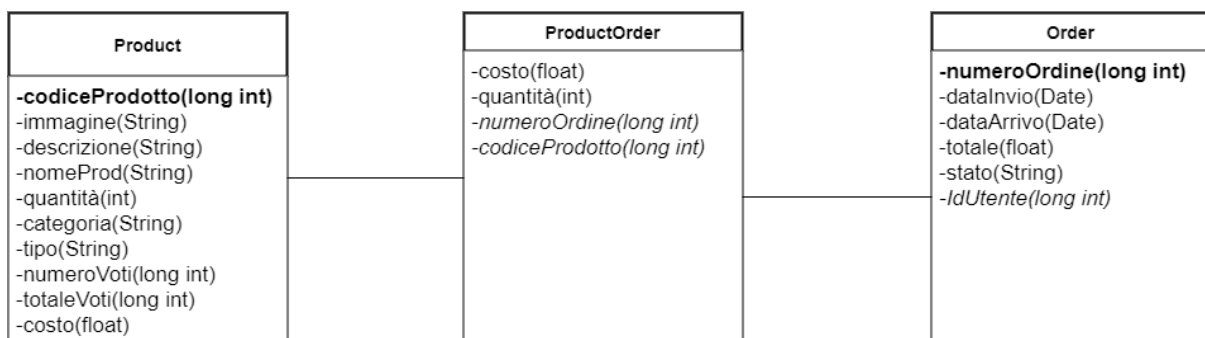 Product
-codiceProdotto(long int)
-immagine(String)
-descrizione(String)
-nomeProd(String)
-quantità(int)
-categoria(String)
-tipo(String)
-numeroVoti(long int)
-totaleVoti(long int)
-costo(float)
ProductOrder
-costo(float)
-quantità(int)
-numeroOrdine(long int)
-codiceProdotto(long int)
Order
-numeroOrdine(long int)
-dataInvio(Date)
-dataArrivo(Date)
-totale(float)
-stato(String)
-IdUtente(long int)